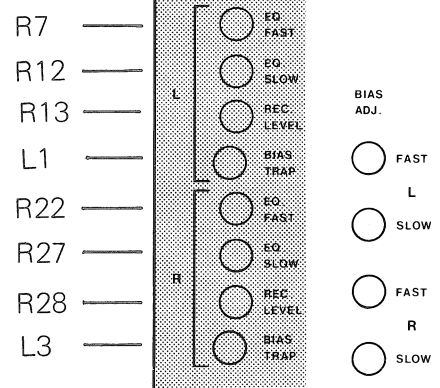 R7
R12
R13
L1
R22
R27
R28
L3
L
EQ
FAST
EQ
SLOW
REC
LEVEL
BIAS
TRAP
R
EQ
FAST
EQ
SLOW
REC
LEVEL
BIAS
TRAP
BIAS
ADJ.
FAST
L
SLOW
FAST
R
SLOW